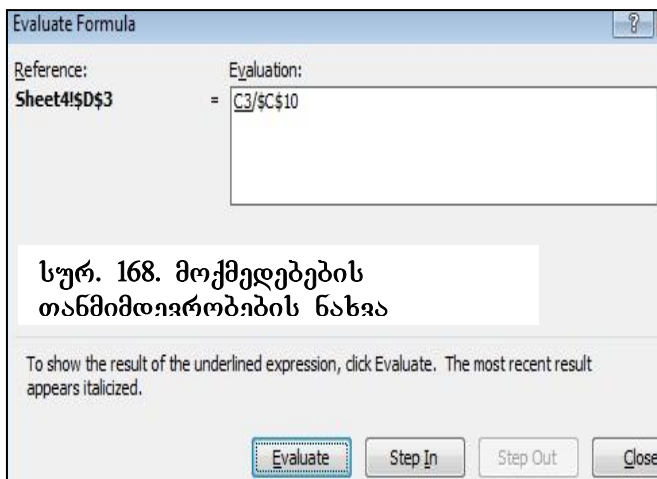 Evaluate Formula
?
Reference: Evaluation:
Sheet4!$D$3 = C3/$C$10
სურ. 168. მოქმედებების
თანმიმდევრობების ნახვა
To show the result of the underlined expression, click Evaluate. The most recent result
appears italicized.
Evaluate Step In Step Out Close